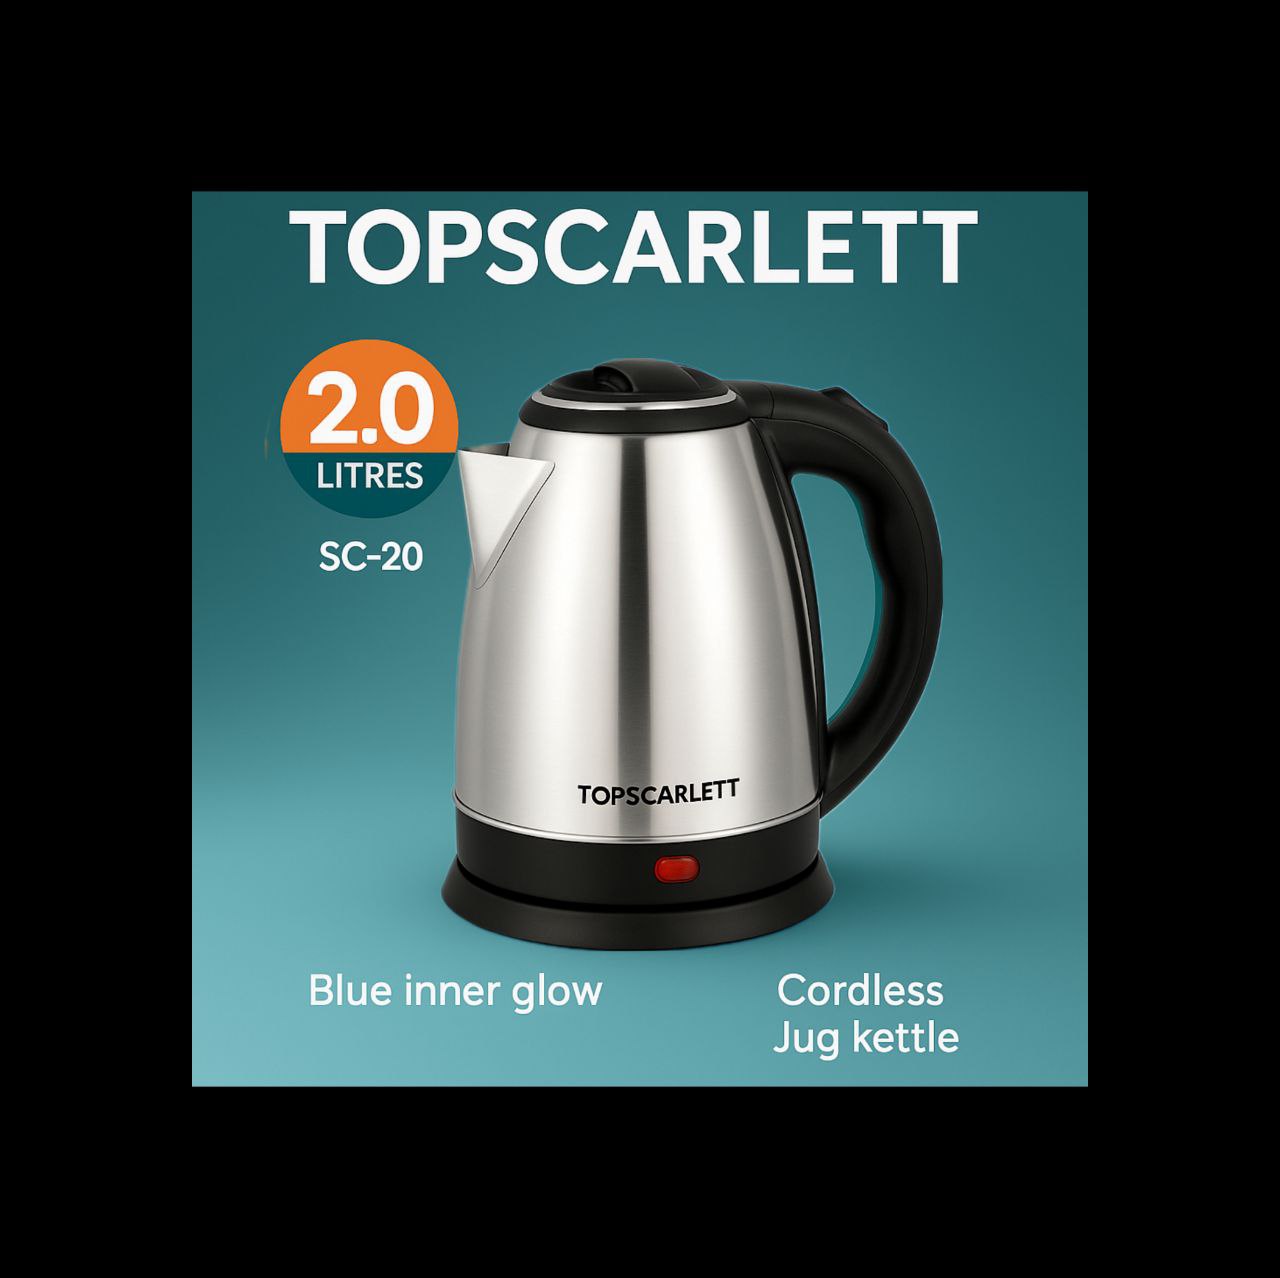 TOPSCARLETT
2.0
LITRES
SC-20
TOPSCARLETT
Blue inner glow
Cordless
Jug kettle